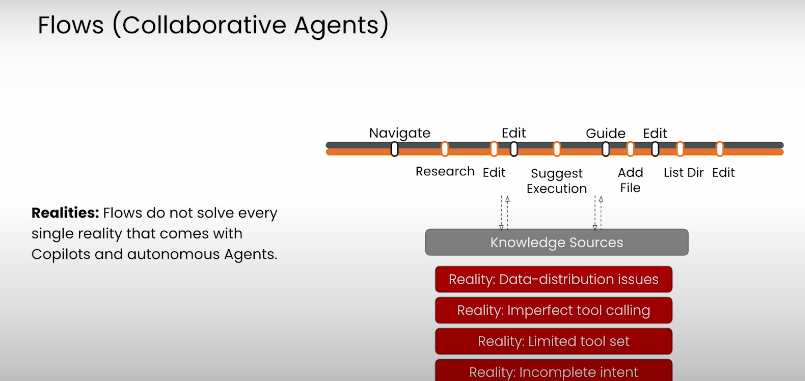 Flows (Collaborative Agents)
Navigate
Edit
Guide
Edit
Research
Edit
Suggest
Execution
Add
File
List Dir
Edit
Realities: Flows do not solve every
single reality that comes with
Copilots and autonomous Agents.
Knowledge Sources
Reality: Data-distribution issues
Reality: Imperfect tool calling
Reality: Limited tool set
Reality: Incomplete intent